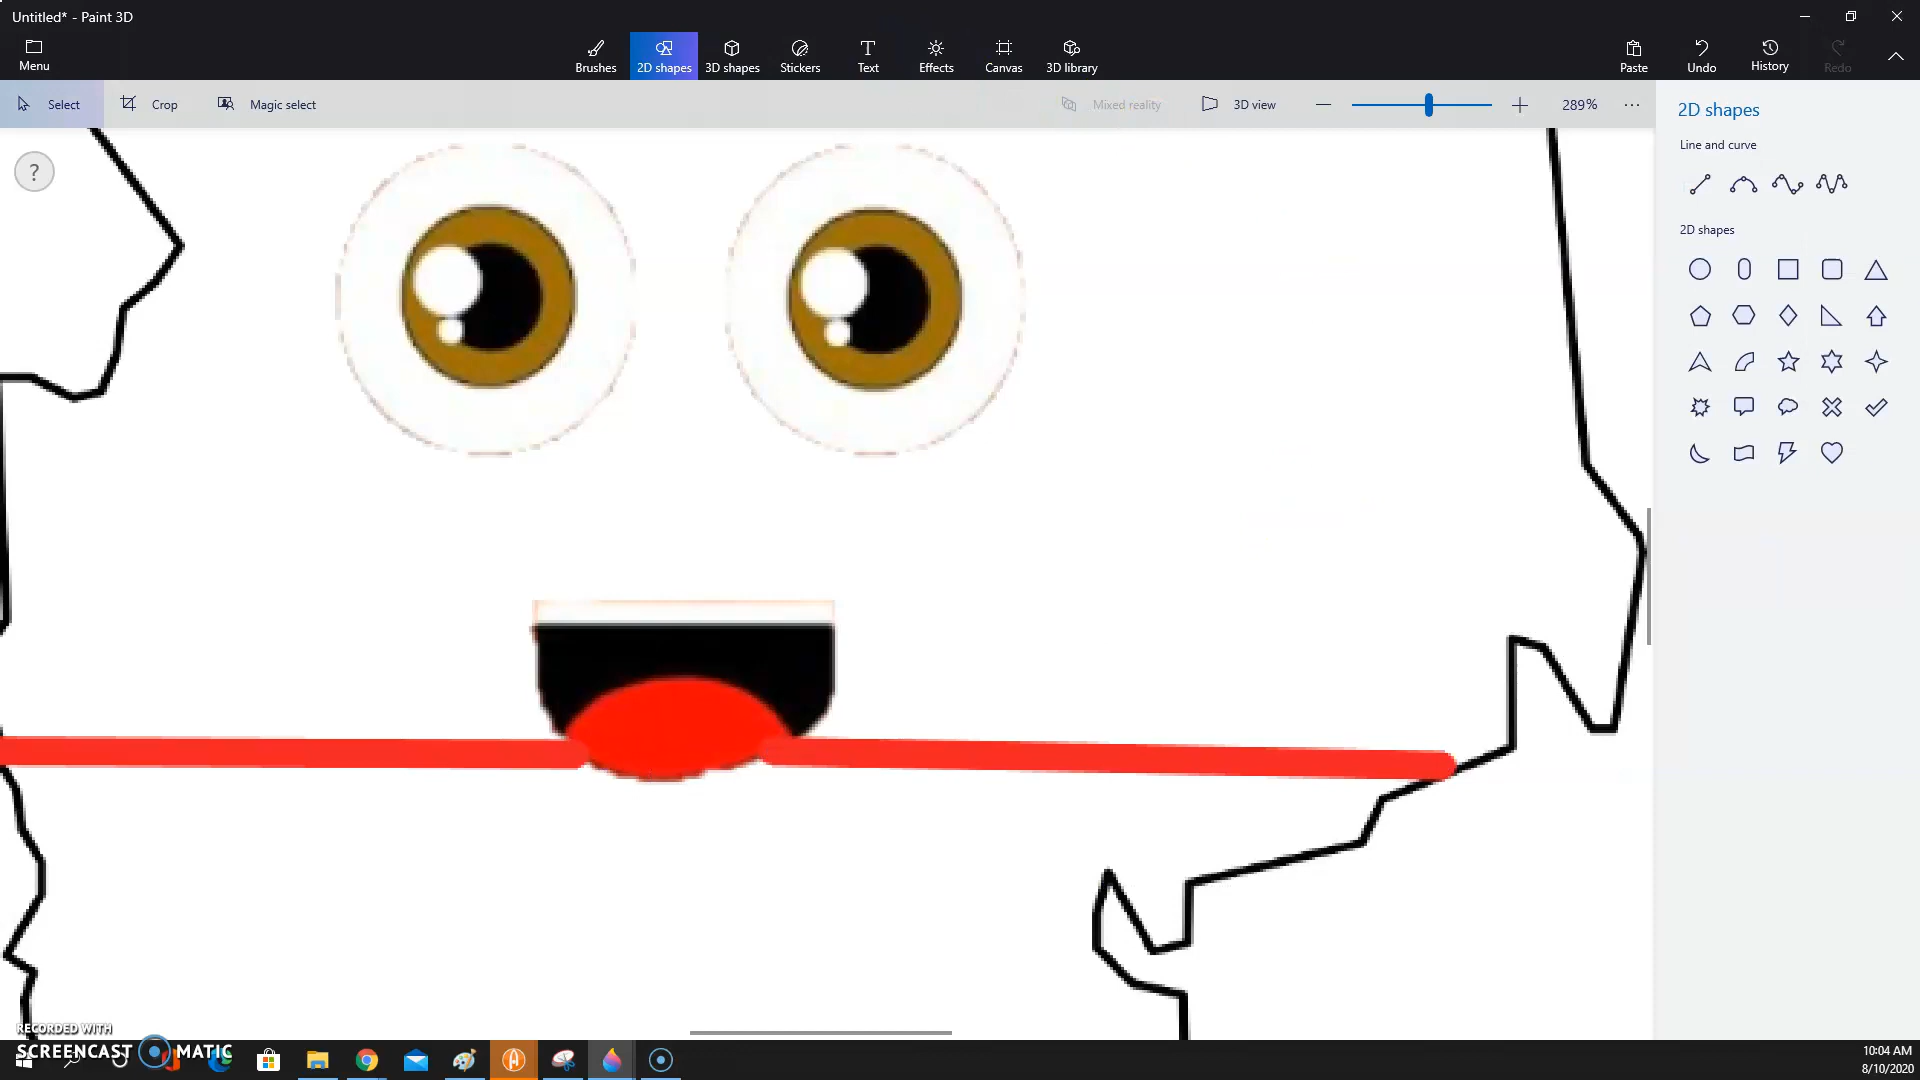 Untitled* - Paint 3D
Menu
Brushes
2D shapes
3D shapes
Stickers
Text
Effects
Canvas
3D library
Paste
Undo
History
Redo
Select
Crop
Magic select
Mixed reality
3D view
289%
2D shapes
Line and curve
2D shapes
?
RECORDED WITH
SCREENCAST MATIC
10:04 AM
8/10/2020